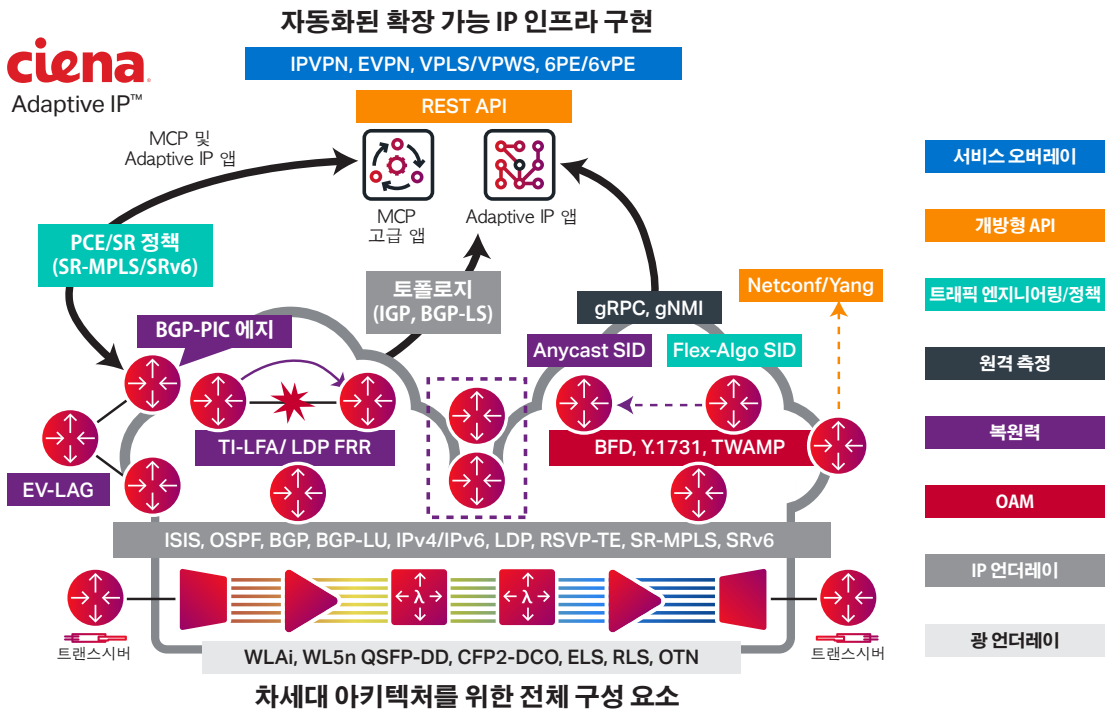 자동화된 확장 가능 IP 인프라 구현
ciena
Adaptive IP™
IPVPN, EVPN, VPLS/VPWS, 6PE/6vPE
REST API
MCP 및
Adaptive IP 앱
MCP
고급 앱
Adaptive IP 앱
PCE/SR 정책
(SR-MPLS/SRv6)
토폴로지
(IGP, BGP-LS)
gRPC, gNMI
Netconf/Yang
BGP-PIC 에지
Anycast SID
Flex-Algo SID
TI-LFA/ LDP FRR
BFD, Y.1731, TWAMP
EV-LAG
ISIS, OSPF, BGP, BGP-LU, IPv4/IPv6, LDP, RSVP-TE, SR-MPLS, SRv6
λ
λ
트랜스시버
트랜스시버
WLAi, WL5n QSFP-DD, CFP2-DCO, ELS, RLS, OTN
차세대 아키텍처를 위한 전체 구성 요소
서비스 오버레이
개방형 API
트래픽 엔지니어링/정책
원격 측정
복원력
OAM
IP 언더레이
광 언더레이